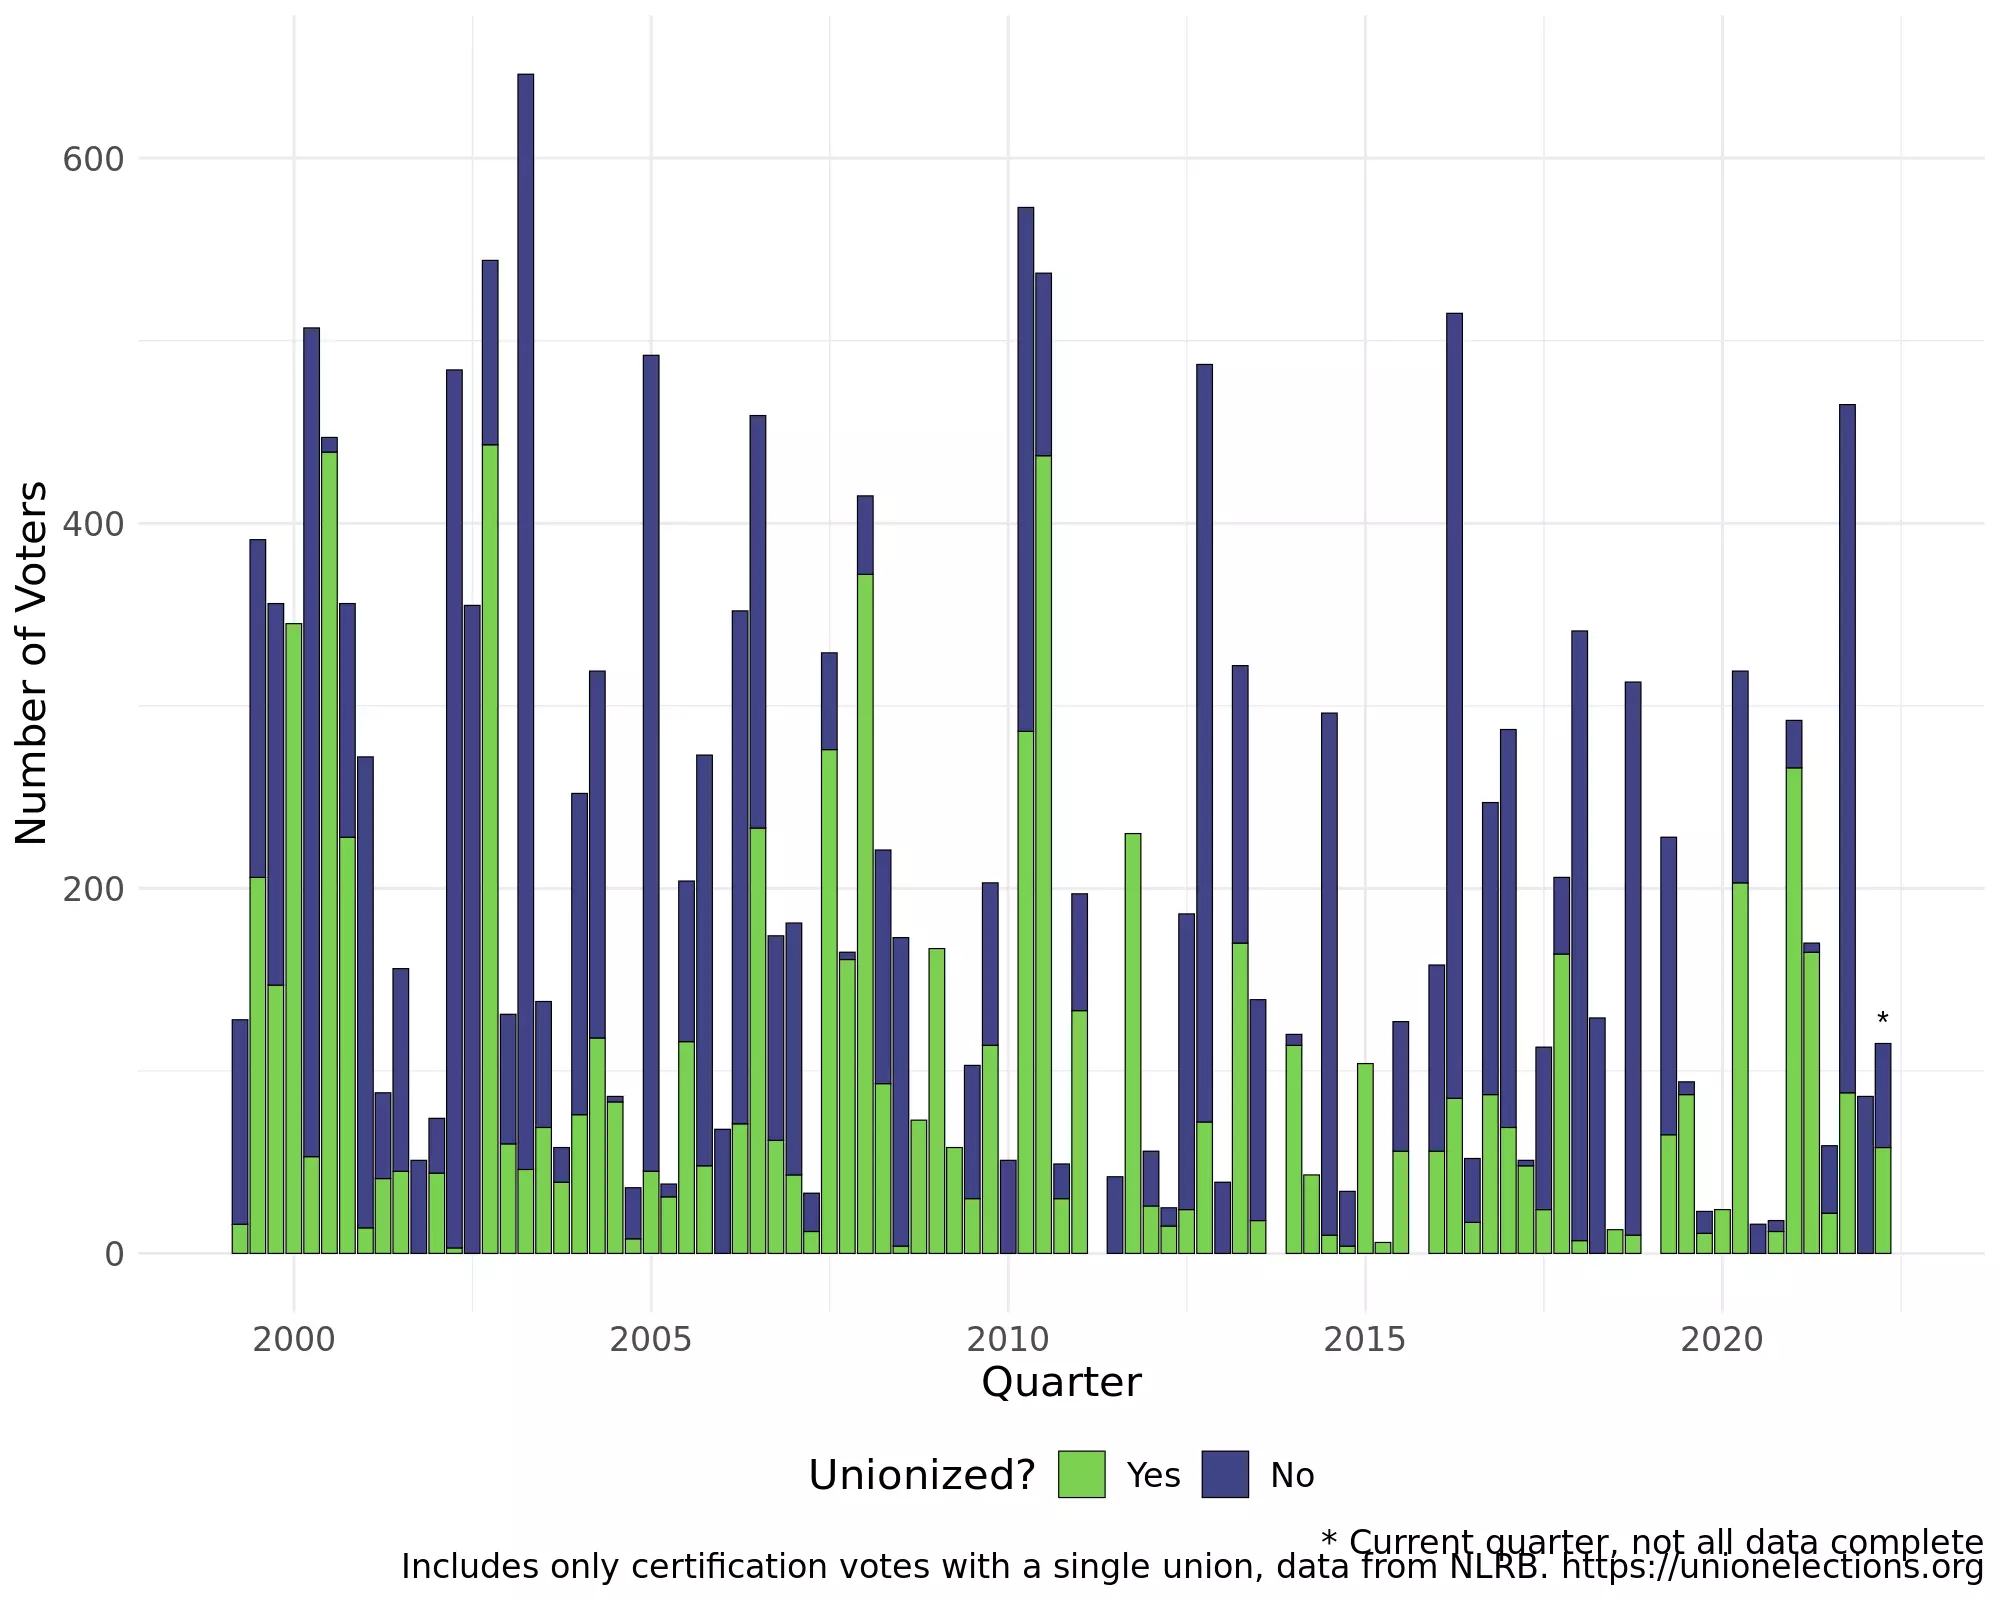 Number of Voters
600
400
200
0
*
2000 2005 2010 2015 2020
Quarter
Unionized? Yes No
* Current quarter, not all data complete
Includes only certification votes with a single union, data from NLRB. https://unionelections.org